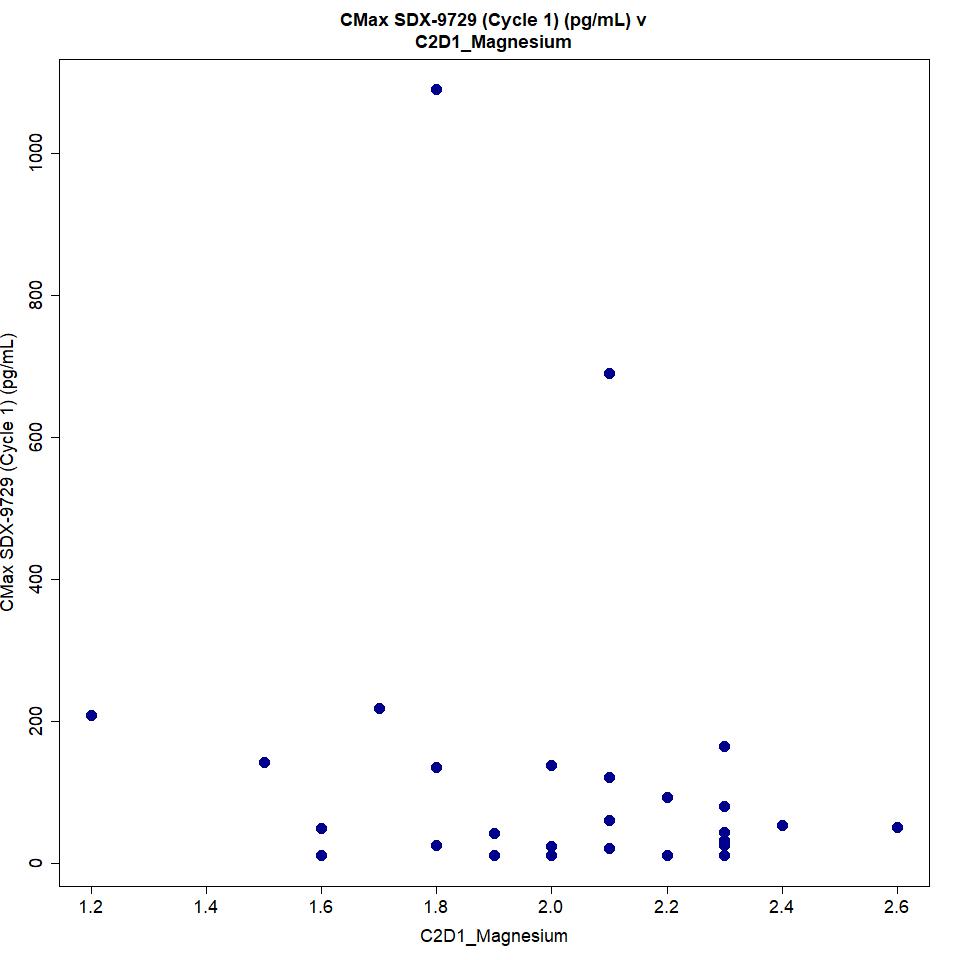 CMax SDX-9729 (Cycle 1) (pg/mL) v
C2D1_Magnesium
CMax SDX-9729 (Cycle 1) (pg/mL)
1000
800
600
400
200
0
1.2 1.4 1.6 1.8 2.0 2.2 2.4 2.6
C2D1_Magnesium